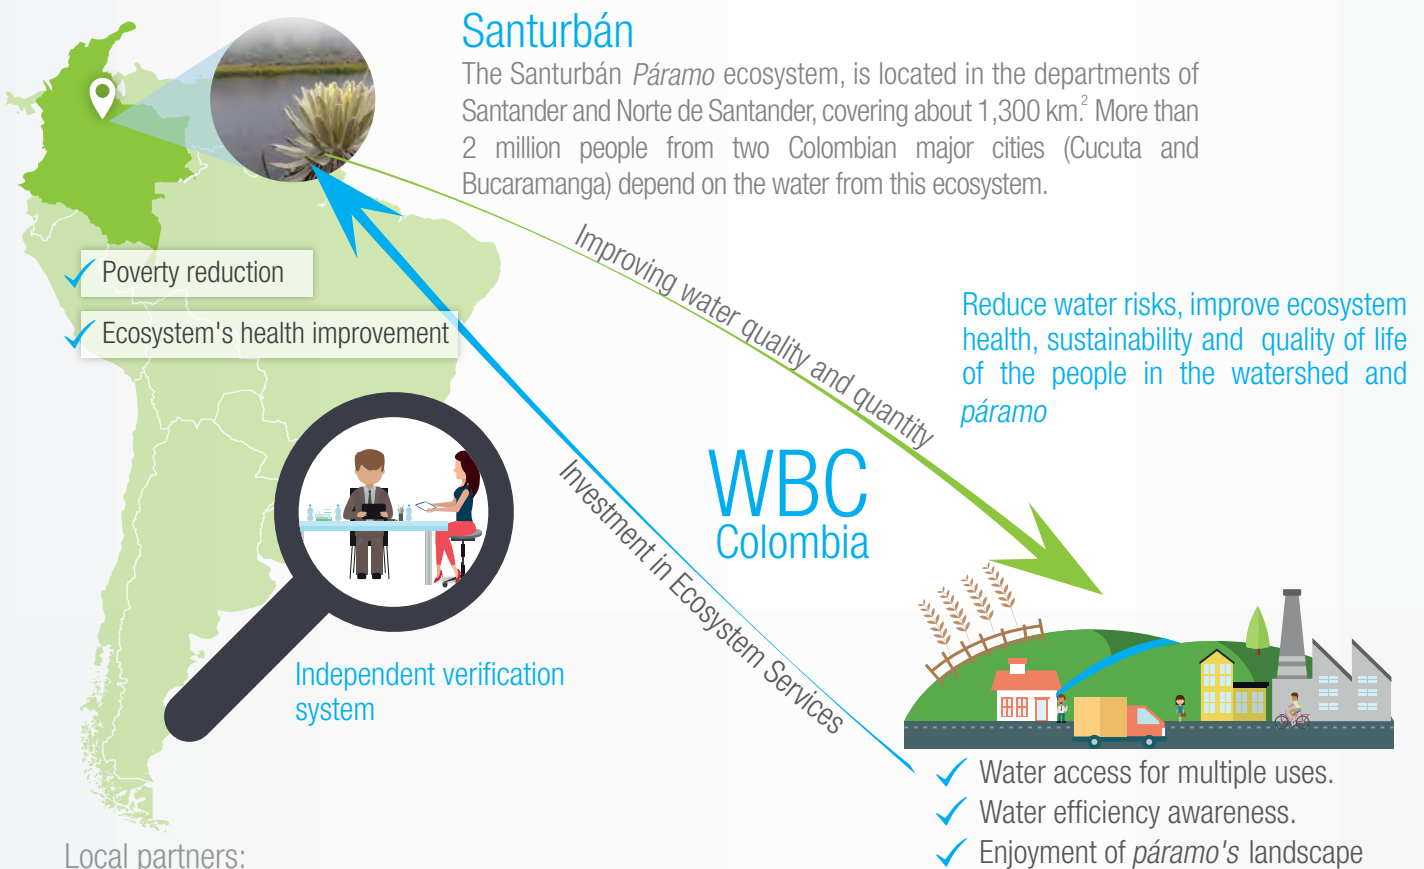 Santurbán
The Santurbán Páramo ecosystem, is located in the departments of
Santander and Norte de Santander, covering about 1,300 km.² More than
2 million people from two Colombian major cities (Cucuta and
Bucaramanga) depend on the water from this ecosystem.
Improving water quality and quantity
Poverty reduction
Ecosystem's health improvement
Reduce water risks, improve ecosystem
health, sustainability and quality of life
of the people in the watershed and
páramo
WBC
Colombia
Investment in Ecosystem Services
Independent verification
system
Water access for multiple uses.
Water efficiency awareness.
Enjoyment of páramo's landscape
Local partners: